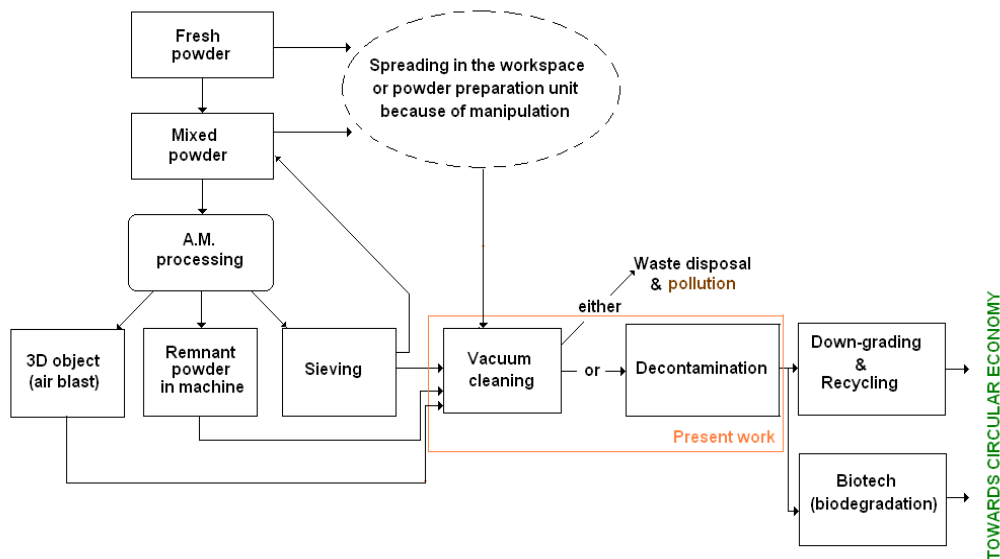 Fresh
powder
Spreading in the workspace
or powder preparation unit
because of manipulation
Mixed
powder
A.M.
processing
Waste disposal
& pollution
either
3D object
(air blast)
Remnant
powder
in machine
Sieving
Vacuum
cleaning
or
Decontamination
Down-grading
&
Recycling
Present work
Biotech
(biodegradation)
TOWARDS CIRCULAR ECONOMY